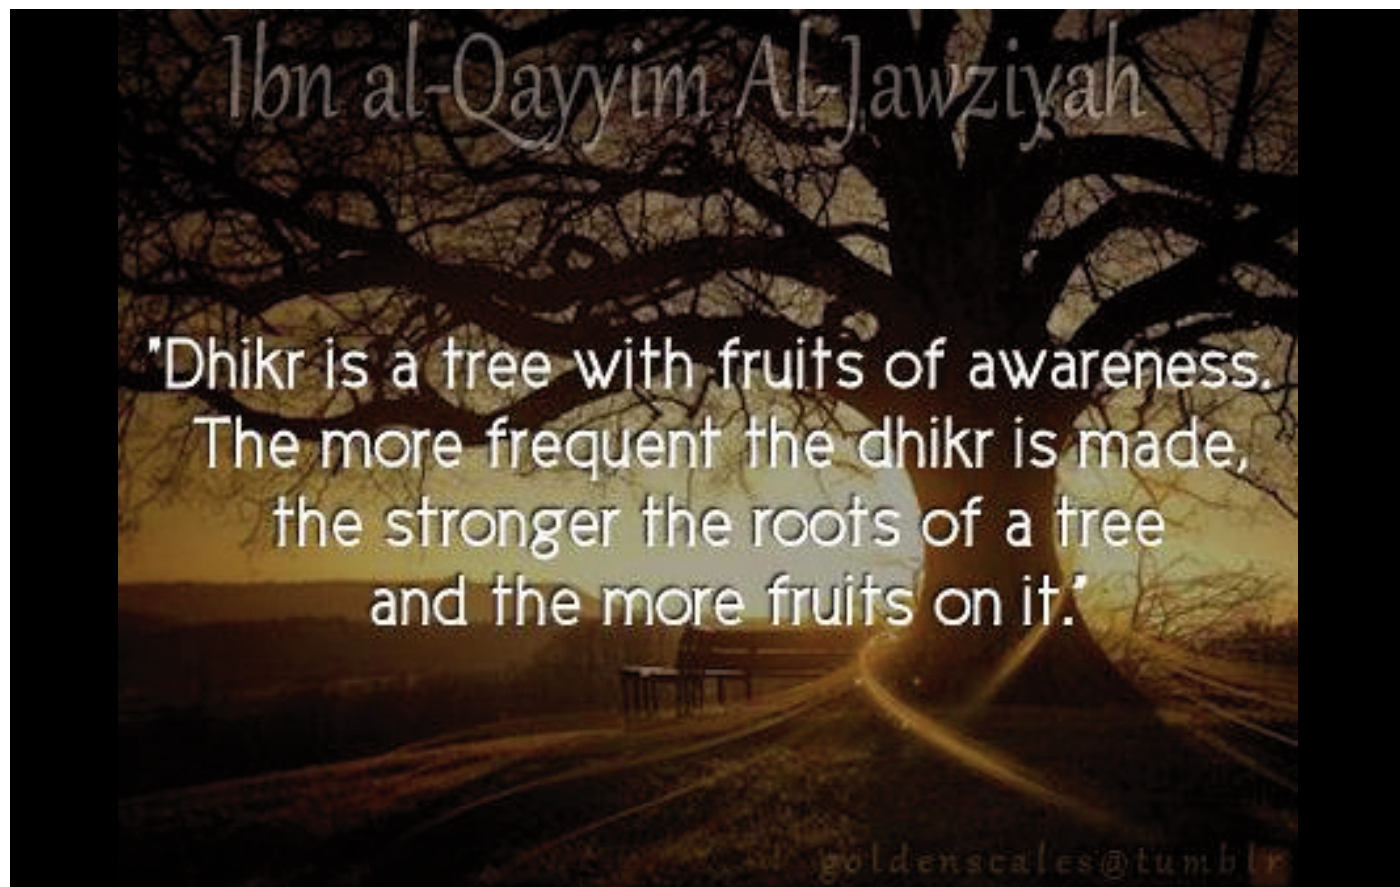 Ibn al-Qayyim Al-Jawziyah
"Dhikr is a tree with fruits of awareness.
The more frequent the dhikr is made,
the stronger the roots of a tree
and the more fruits on it."
goldenscales@tumblr